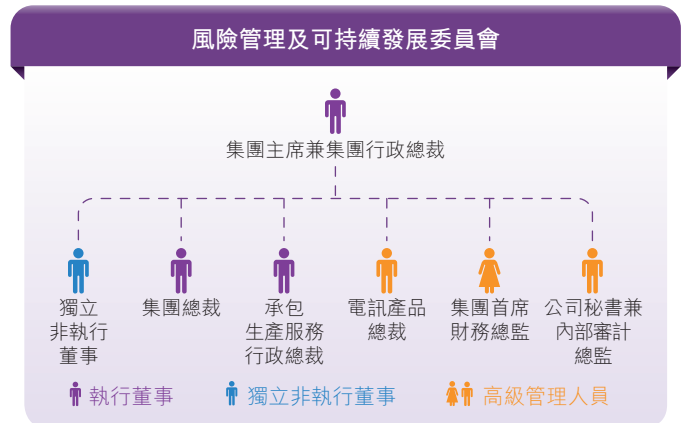 風險管理及可持續發展委員會
集團主席兼集團行政總裁
獨立
非執行
董事
集團總裁
承包
生產服務
行政總裁
電訊產品
總裁
集團首席
財務總監
公司秘書兼
內部審計
總監
執行董事
獨立非執行董事
高級管理人員